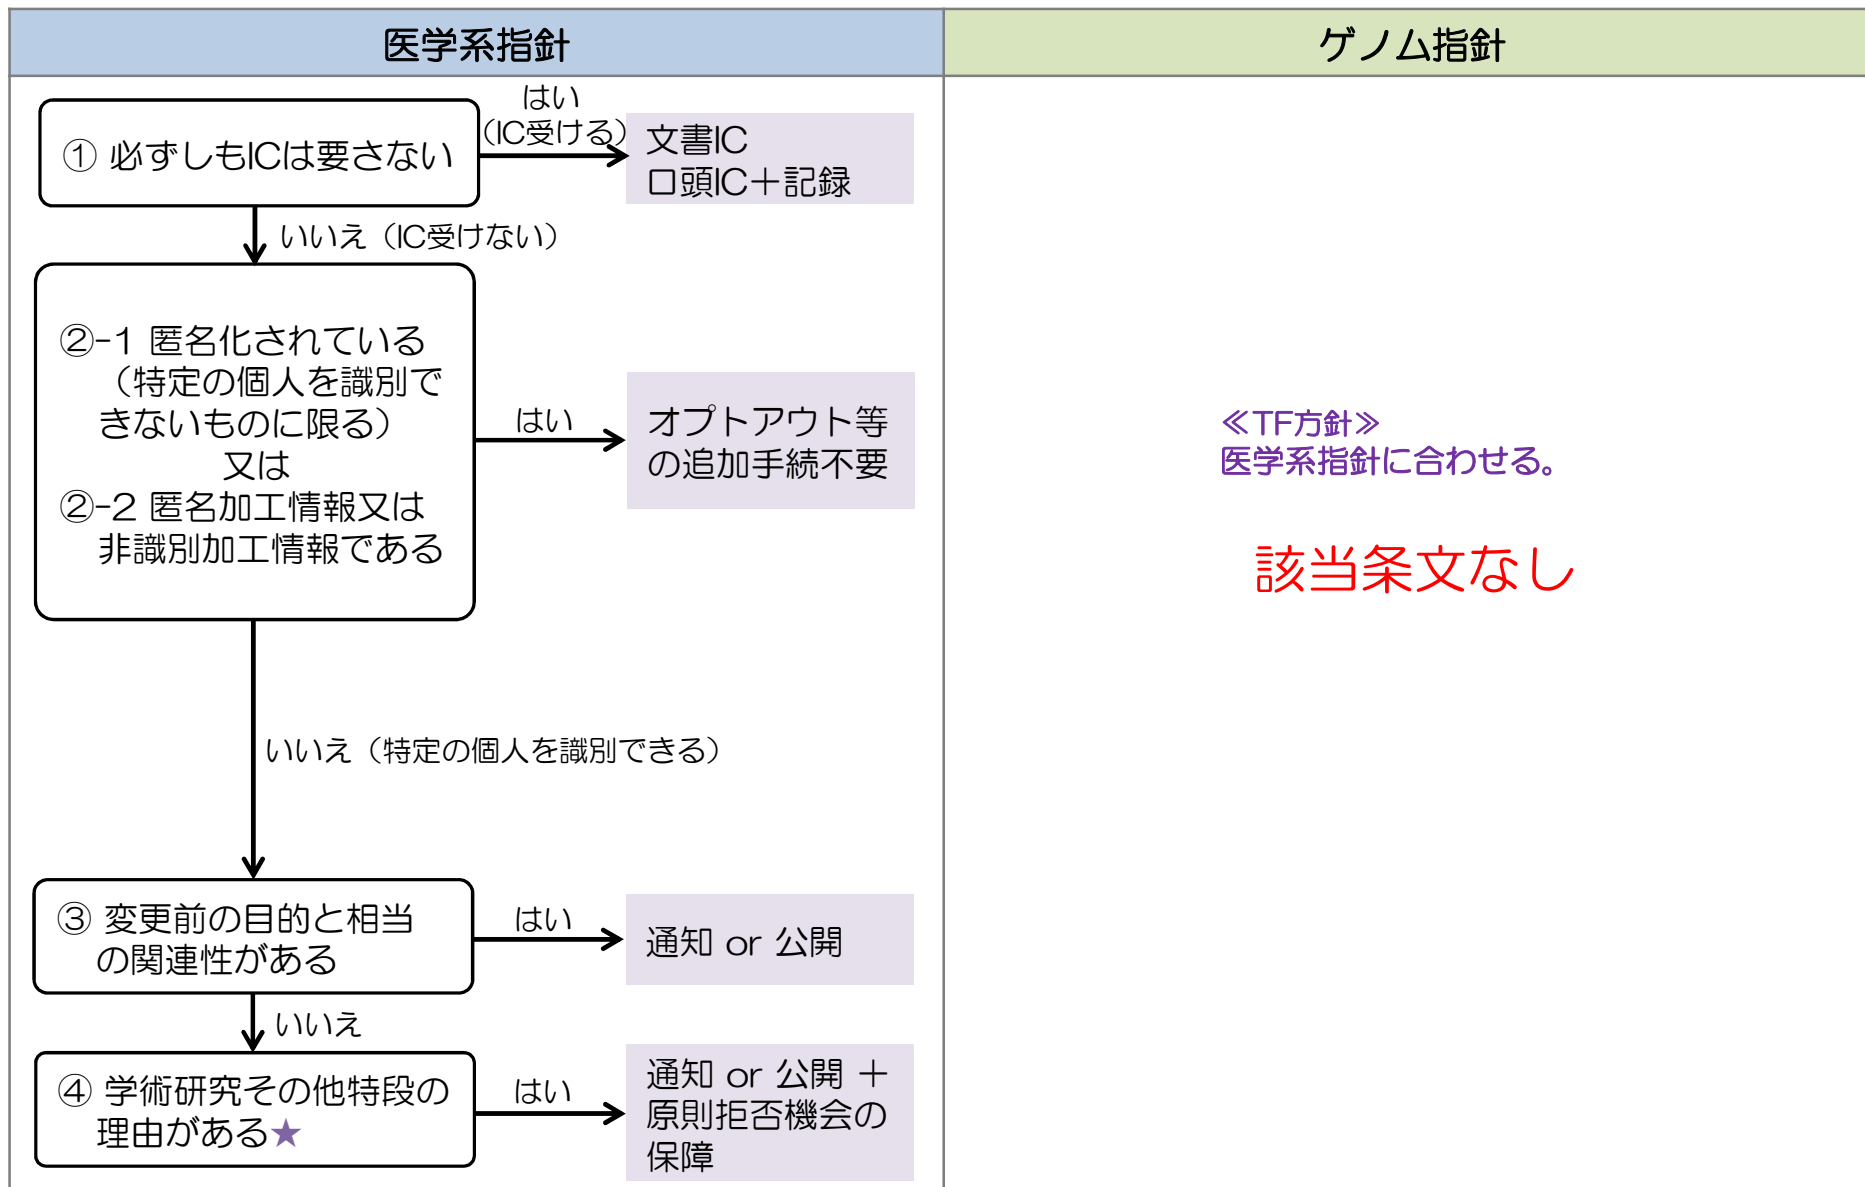 医学系指針
ゲノム指針
① 必ずしもICは要さない
はい
（IC受ける）
文書IC
口頭IC＋記録
いいえ（IC受けない）
②-1 匿名化されている
（特定の個人を識別で
きないものに限る）
又は
②-2 匿名加工情報又は
非識別加工情報である
はい
オプトアウト等
の追加手続不要
≪TF方針≫
医学系指針に合わせる。
該当条文なし
いいえ（特定の個人を識別できる）
③ 変更前の目的と相当
の関連性がある
はい
通知 or 公開
いいえ
④ 学術研究その他特段の
理由がある★
はい
通知 or 公開 ＋
原則拒否機会の
保障